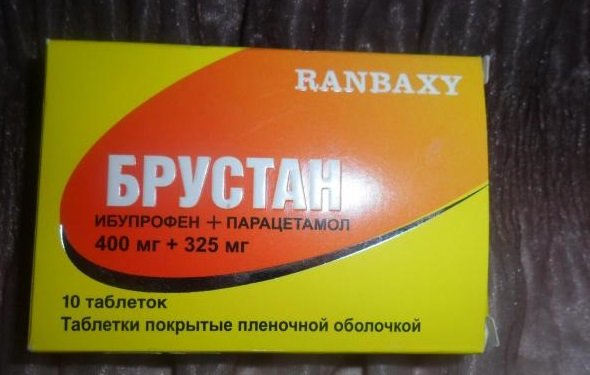 RANBAXY
БРУСТАН
ИБУПРОФЕН + ПАРАЦЕТАМОЛ
400 мг + 325 мг
10 таблеток
Таблетки покрытые пленочной оболочкой